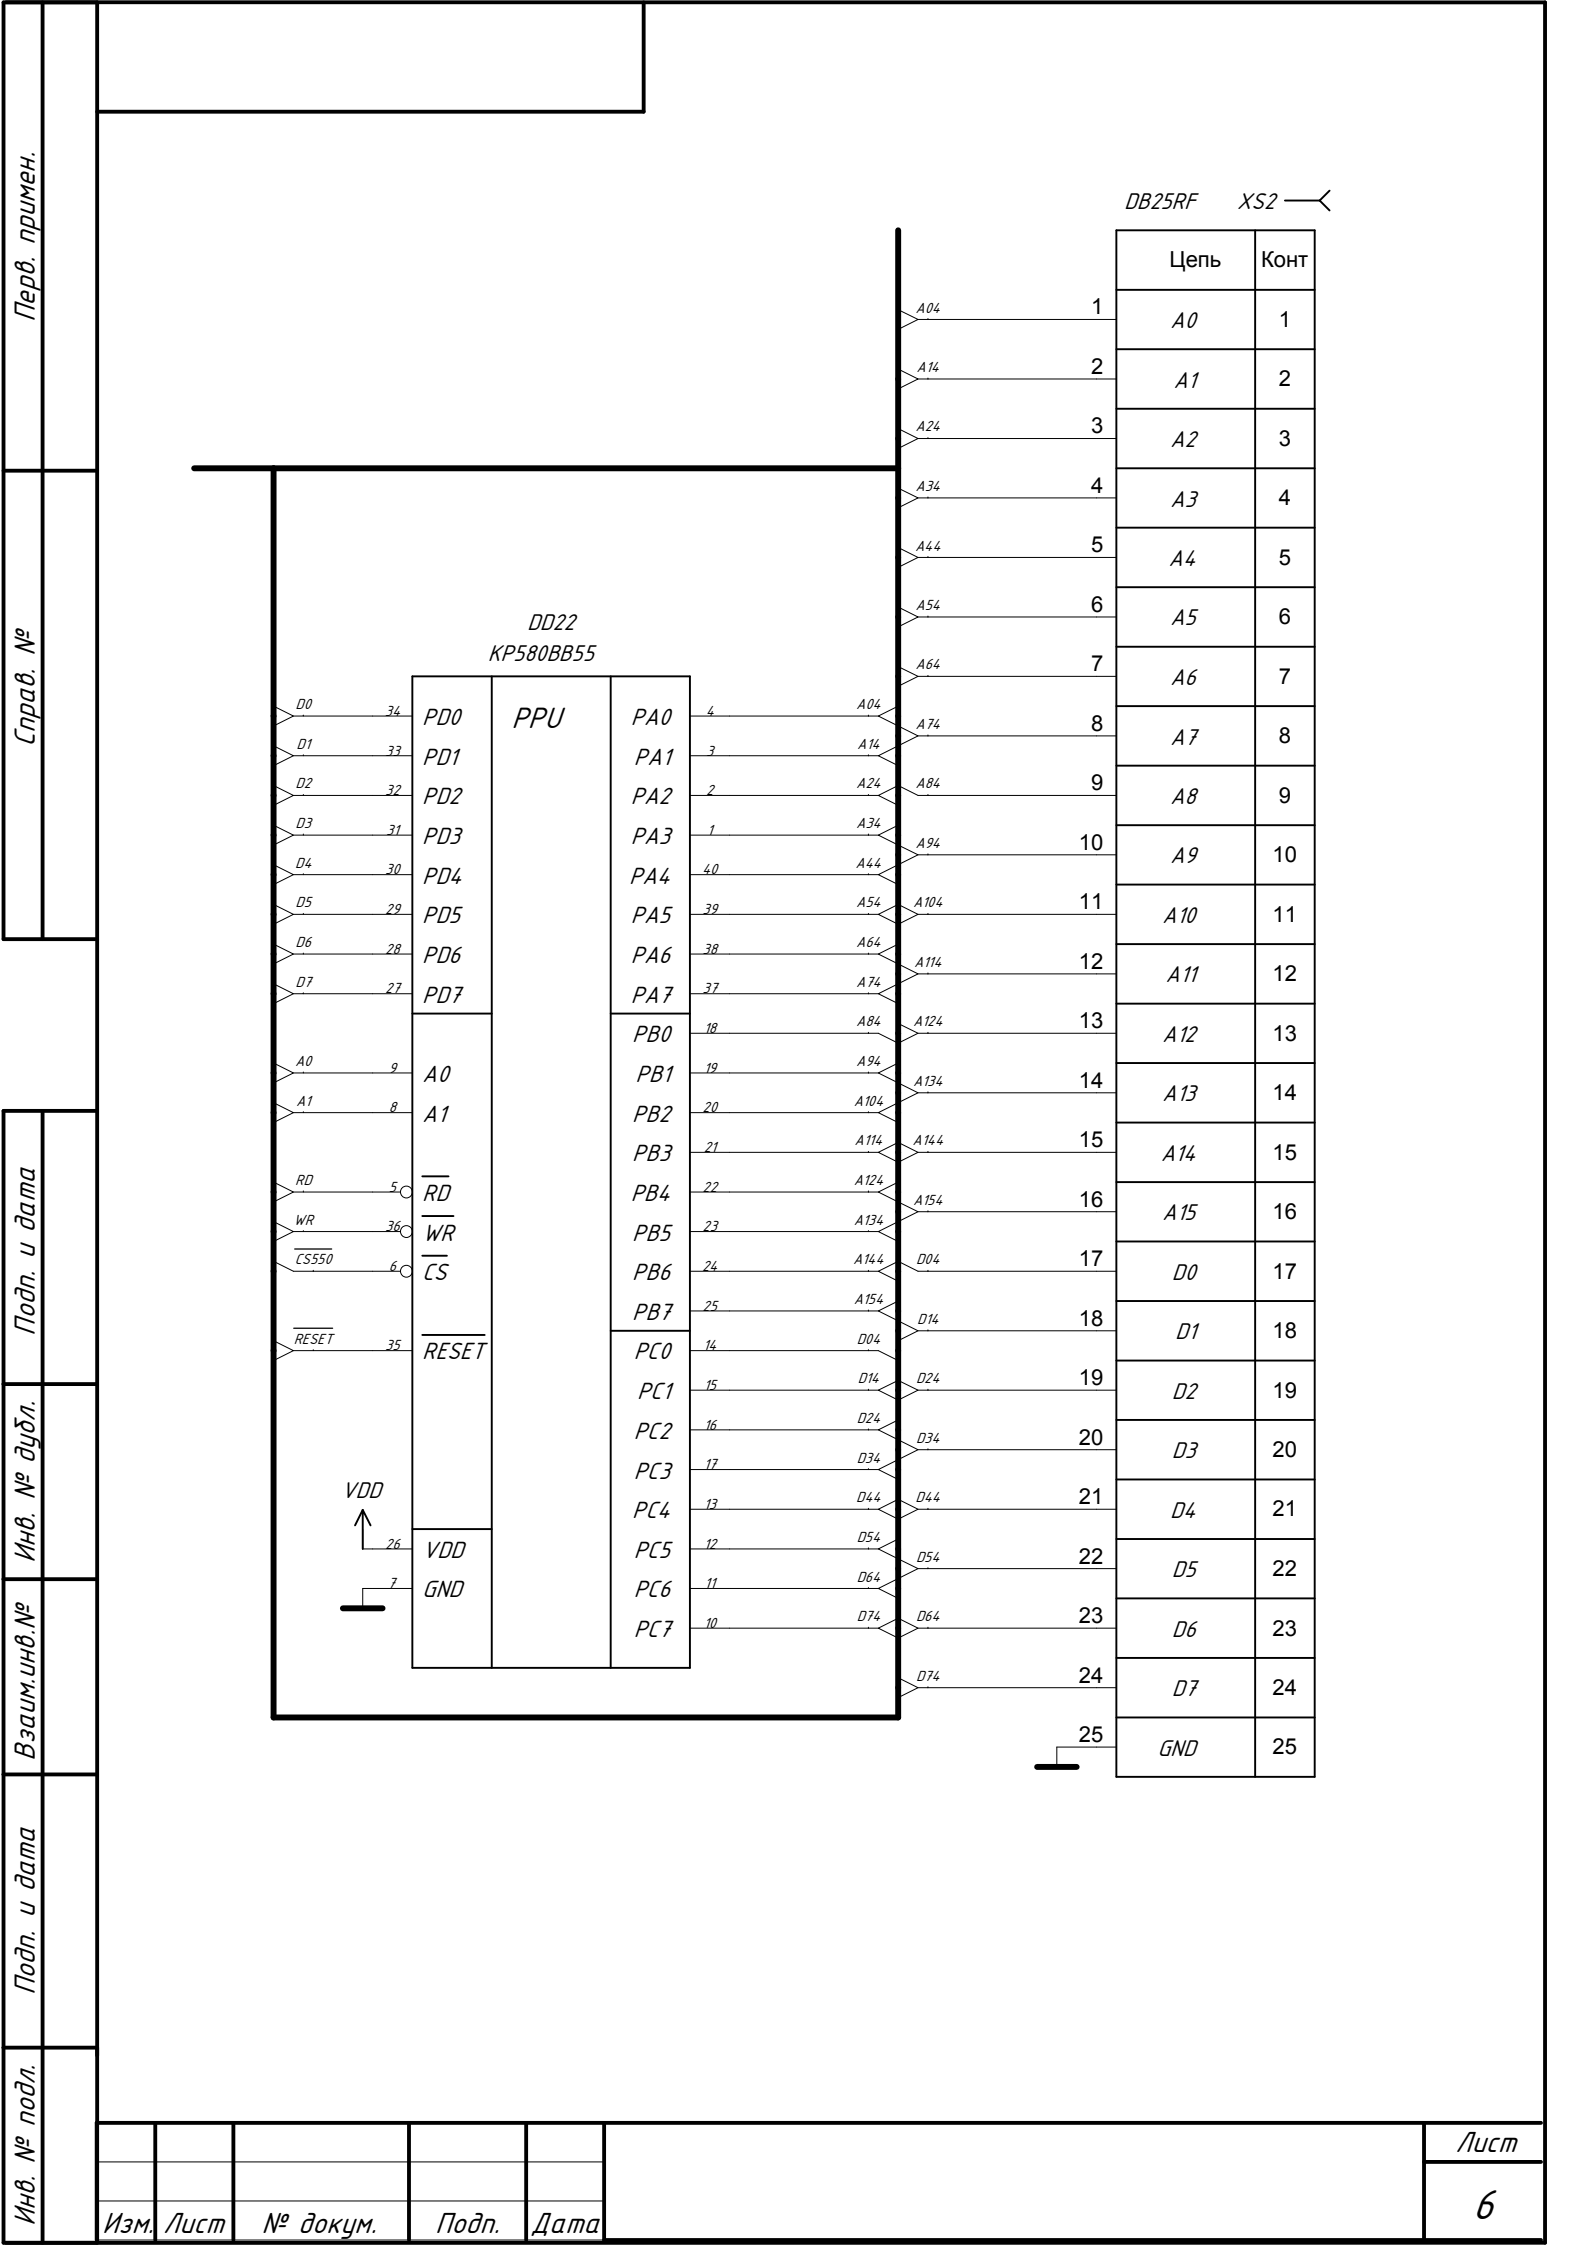 Перв. примен.
Справ. №
Подп. и дата
Инв. № дубл.
Взаим.инв.№
Подп. и дата
Инв. № подл.
DB25RF XS2
Цепь Конт
A04 1 A0 1
A14 2 A1 2
A24 3 A2 3
A34 4 A3 4
A44 5 A4 5
A54 6 A5 6
A64 7 A6 7
A74 8 A7 8
A84 9 A8 9
A94 10 A9 10
A104 11 A10 11
A114 12 A11 12
A124 13 A12 13
A134 14 A13 14
A144 15 A14 15
A154 16 A15 16
D04 17 D0 17
D14 18 D1 18
D24 19 D2 19
D34 20 D3 20
D44 21 D4 21
D54 22 D5 22
D64 23 D6 23
D74 24 D7 24
25 GND 25
DD22
КР580ВВ55
PPU
D0 34 PD0
D1 33 PD1
D2 32 PD2
D3 31 PD3
D4 30 PD4
D5 29 PD5
D6 28 PD6
D7 27 PD7
A0 9 A0
A1 8 A1
RD 5 RD
WR 36 WR
CS550 6 CS
RESET 35 RESET
VDD
26 VDD
7 GND
PA0 4 A04
PA1 3 A14
PA2 2 A24
PA3 1 A34
PA4 40 A44
PA5 39 A54
PA6 38 A64
PA7 37 A74
PB0 18 A84
PB1 19 A94
PB2 20 A104
PB3 21 A114
PB4 22 A124
PB5 23 A134
PB6 24 A144
PB7 25 A154
PC0 14 D04
PC1 15 D14
PC2 16 D24
PC3 17 D34
PC4 13 D44
PC5 12 D54
PC6 11 D64
PC7 10 D74
Изм. Лист № докум. Подп. Дата
Лист
6